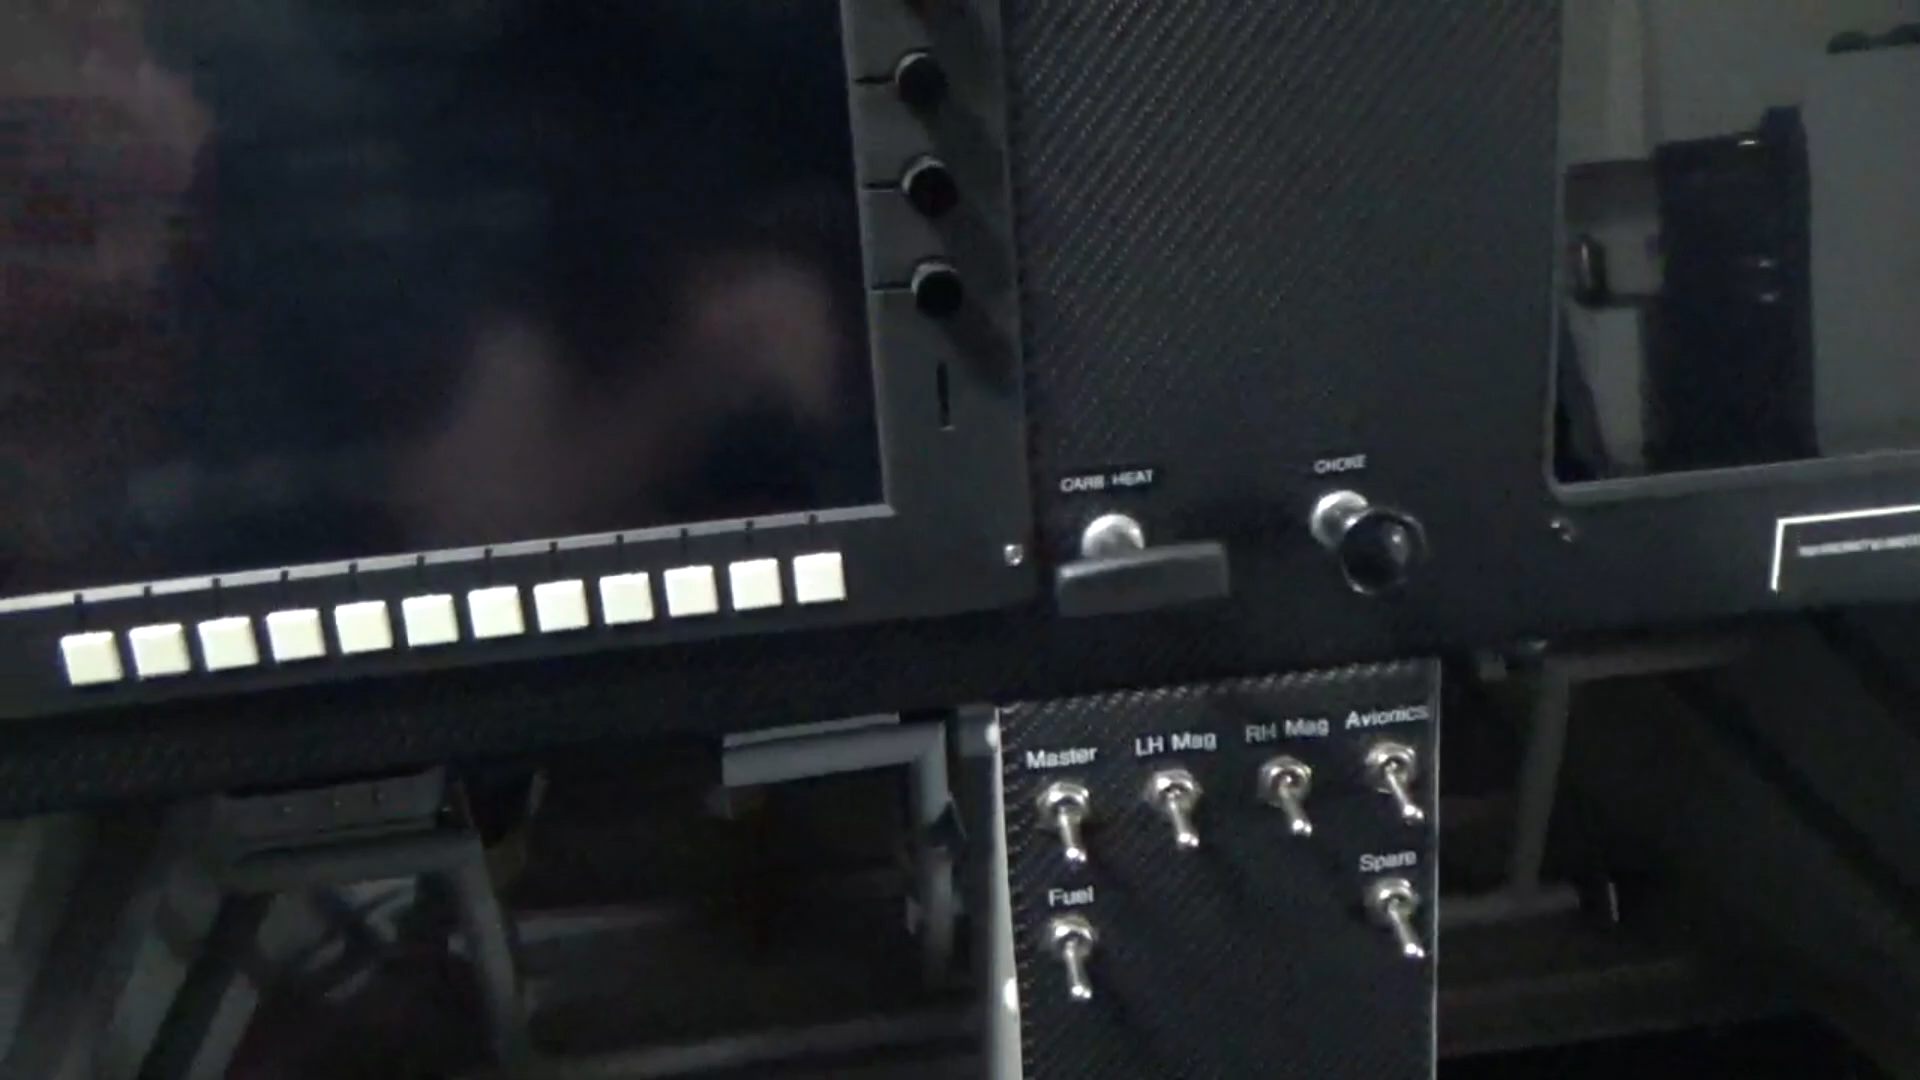 CARB HEAT
CHOKE
Master
LH Mag
RH Mag
Avionics
Fuel
Spare